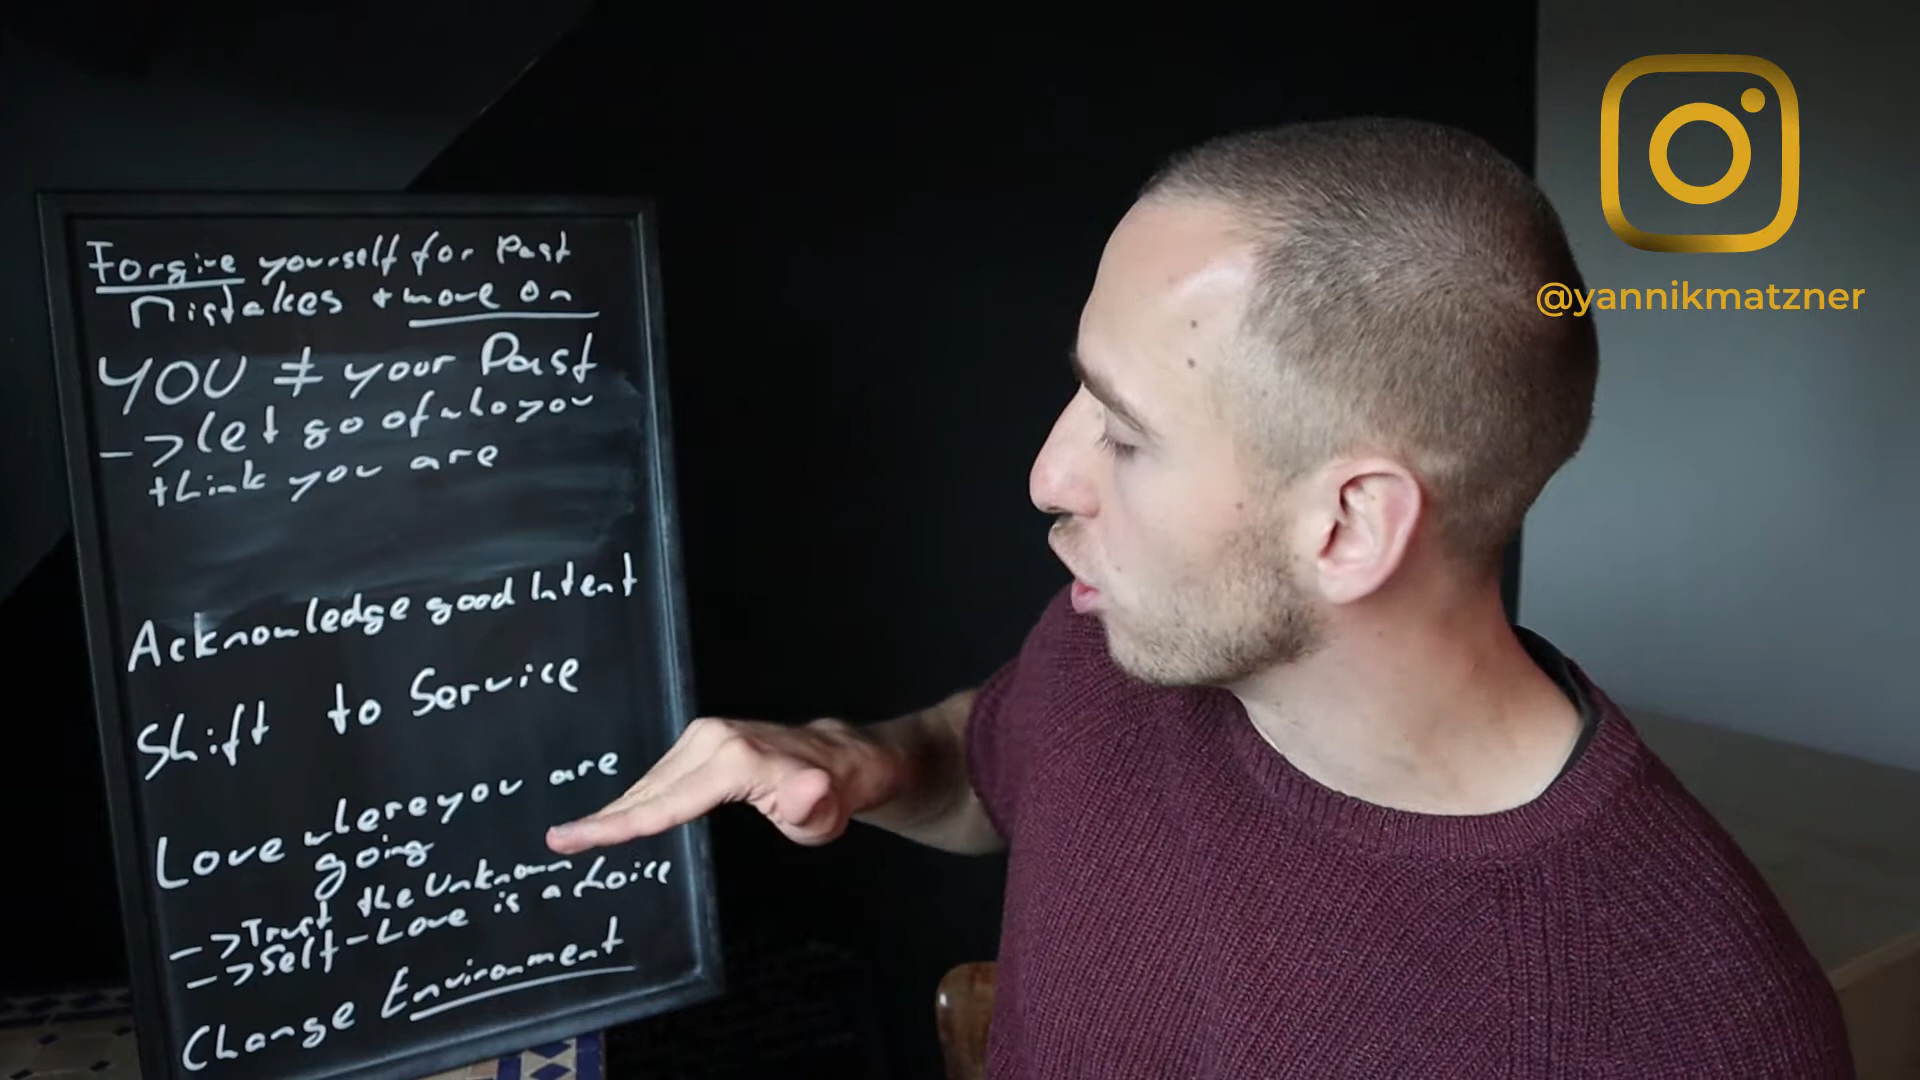 Forgive yourself for Past
Mistakes + move on
YOU ≠ your Past
-> let go of who you
think you are
Acknowledge good Intent
Shift to Service
Love where you are
going
-> Trust the Unknown
-> Self-Love is a choice
Change Environment
@yannikmatzner